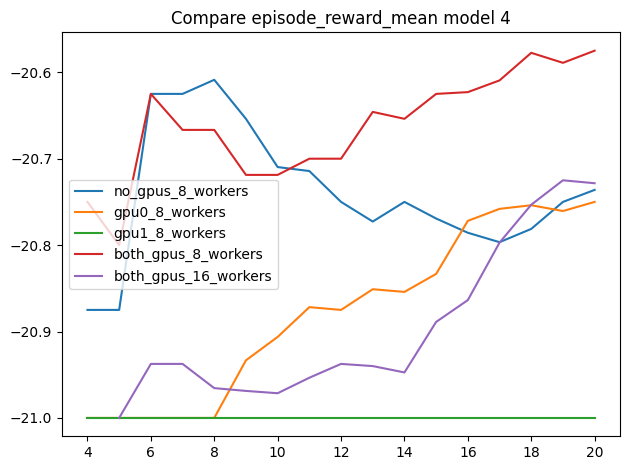 Compare episode_reward_mean model 4
−20.6
−20.7
−20.8
−20.9
−21.0
no_gpus_8_workers
gpu0_8_workers
gpu1_8_workers
both_gpus_8_workers
both_gpus_16_workers
4 6 8 10 12 14 16 18 20